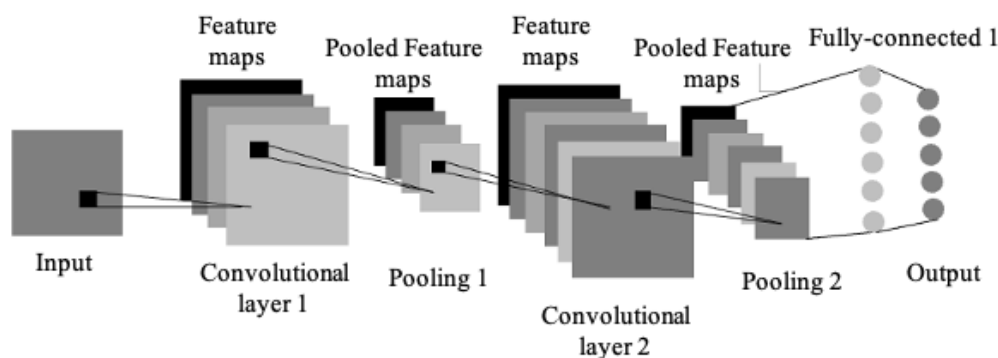 Feature
maps
Pooled Feature
maps
Feature
maps
Pooled Feature
maps
Fully-connected 1
Input
Convolutional
layer 1
Pooling 1
Convolutional
layer 2
Pooling 2
Output